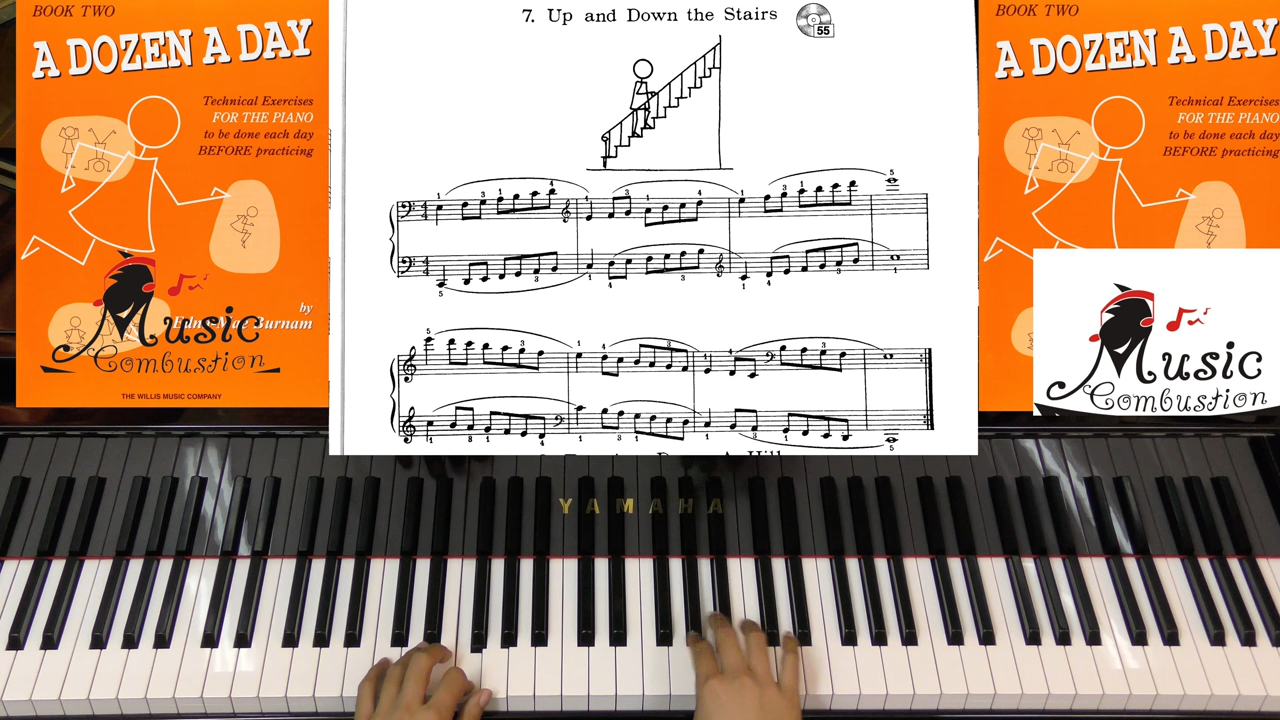 BOOK TWO
A DOZEN A DAY
Technical Exercises
FOR THE PIANO
to be done each day
BEFORE practicing
by
Edna-Mae Burnam
Music
Combustion
THE WILLIS MUSIC COMPANY
7. Up and Down the Stairs
55
BOOK TWO
A DOZEN A DAY
Technical Exercises
FOR THE PIANO
to be done each day
BEFORE practicing
Music
Combustion
YAMAHA